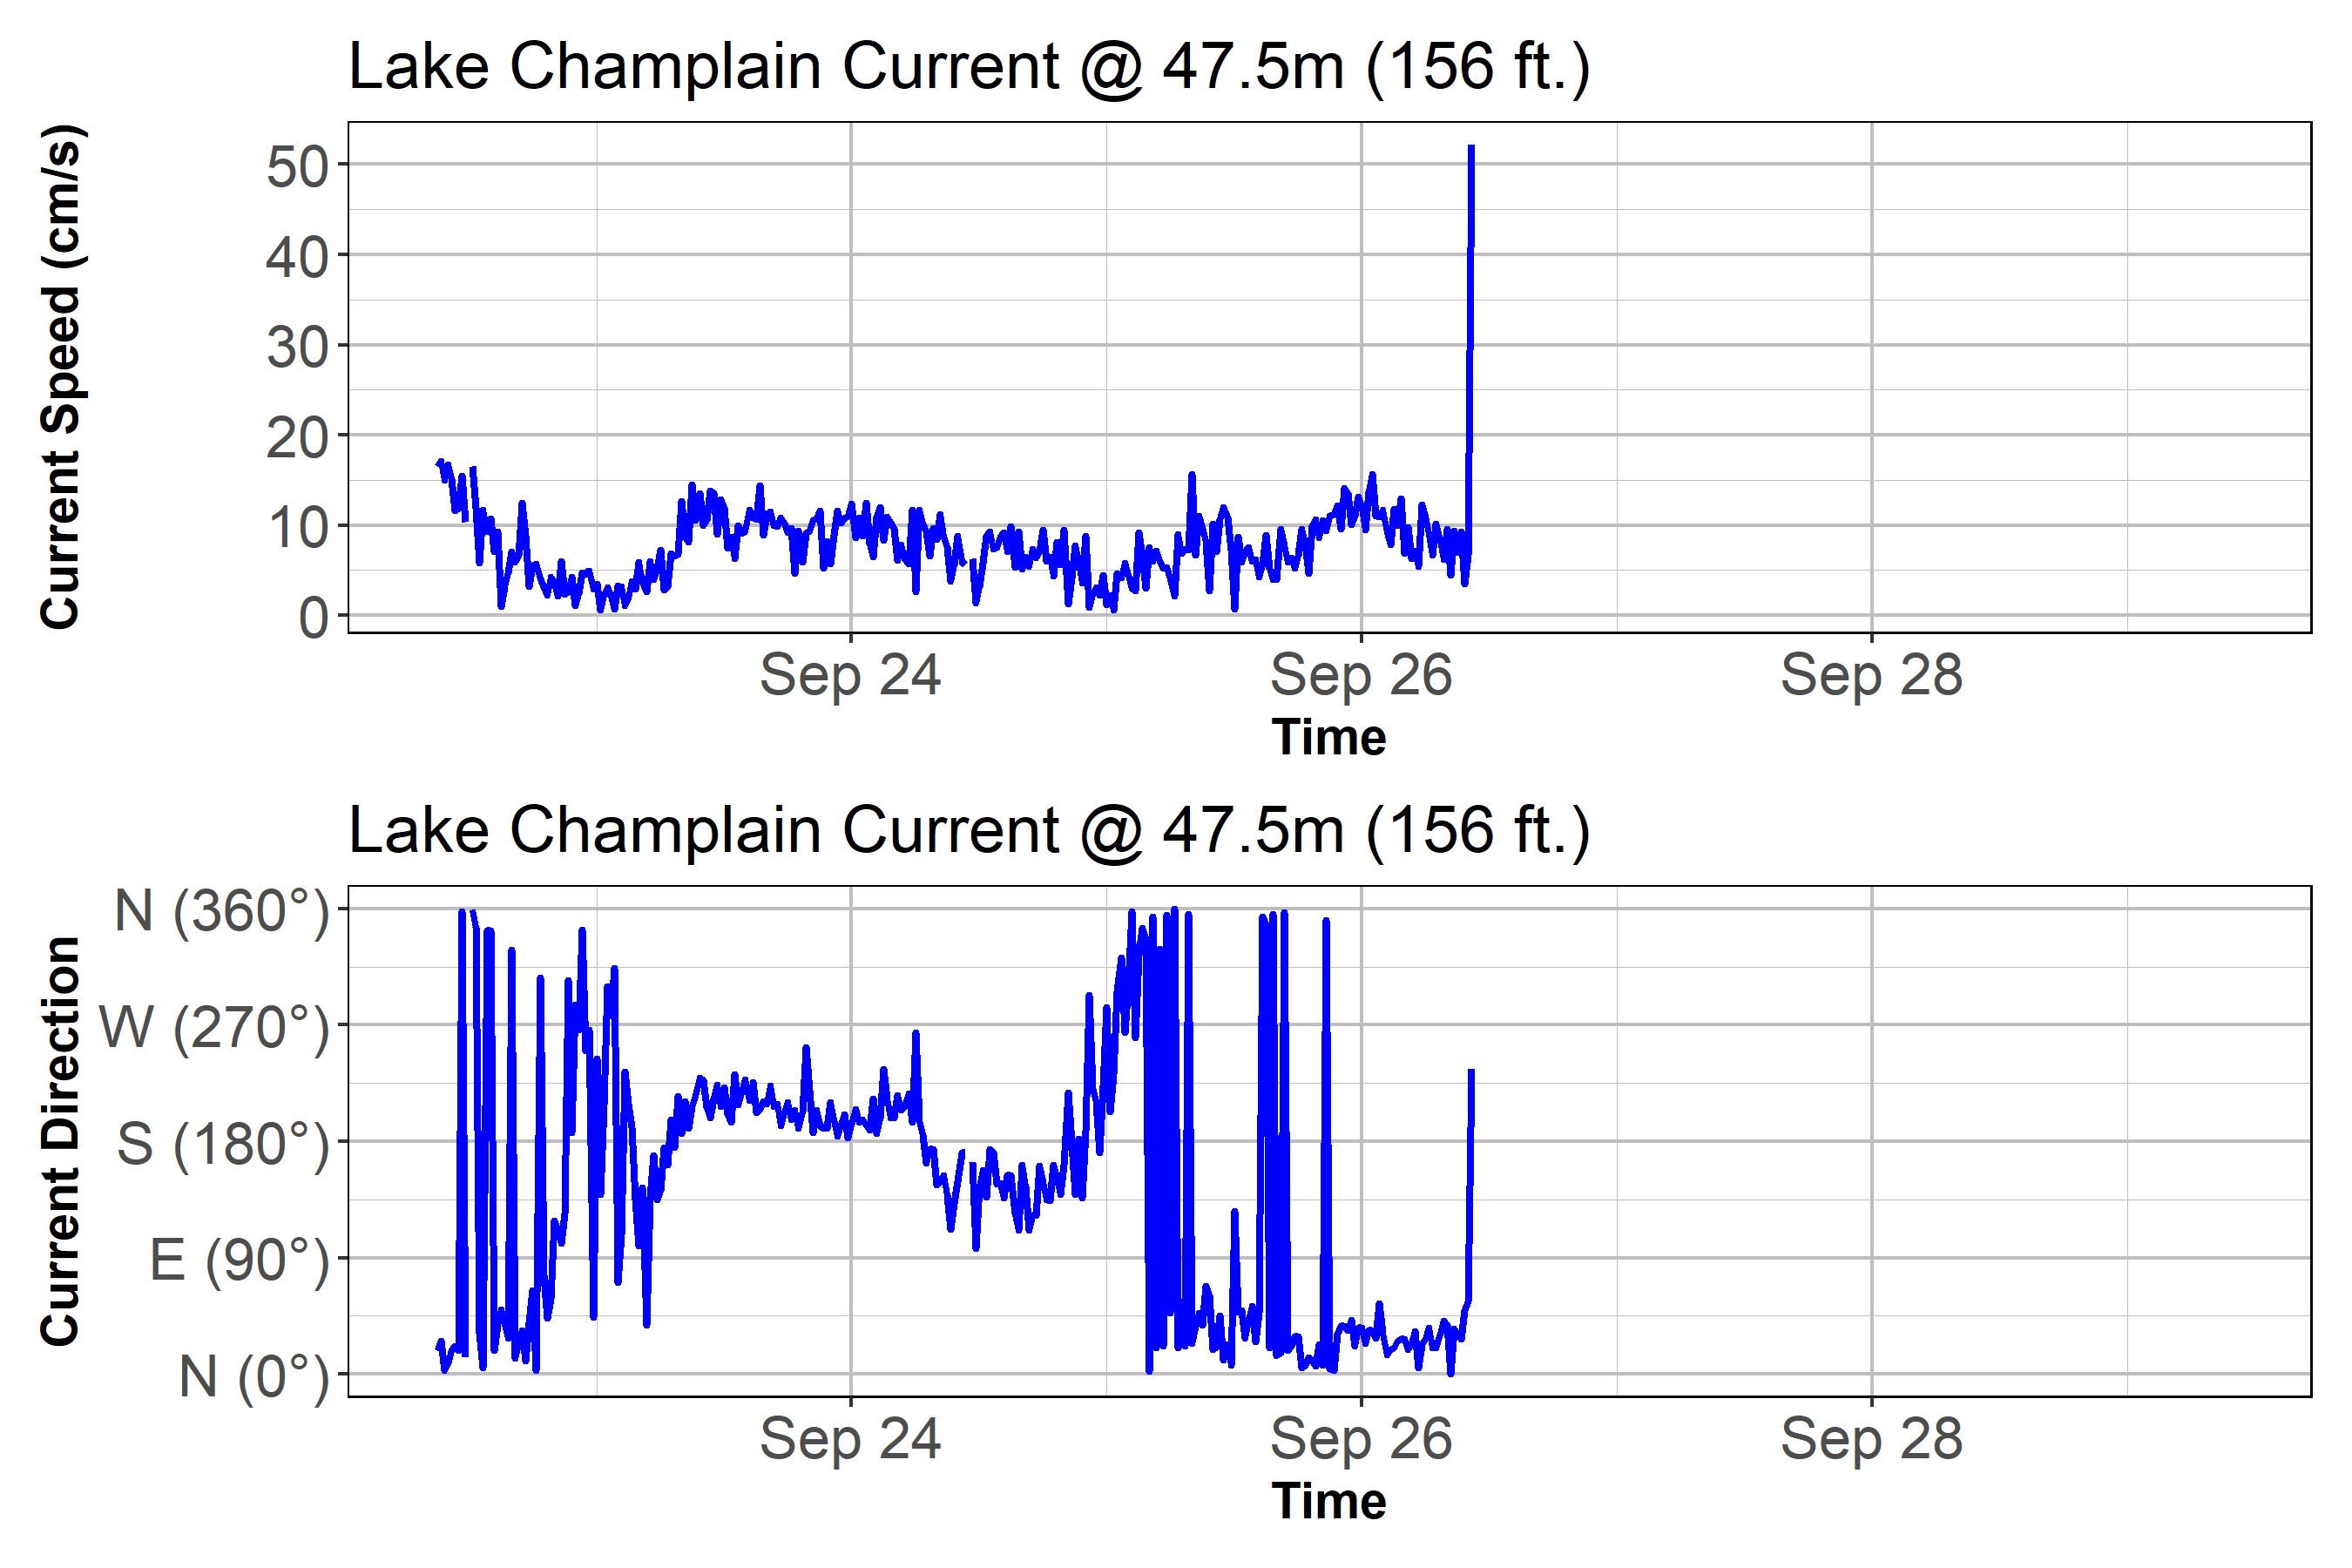 Lake Champlain Current @ 47.5m (156 ft.)
Current Speed (cm/s)
50
40
30
20
10
0
Sep 24 Sep 26 Sep 28
Time
Lake Champlain Current @ 47.5m (156 ft.)
Current Direction
N (360°)
W (270°)
S (180°)
E (90°)
N (0°)
Sep 24 Sep 26 Sep 28
Time